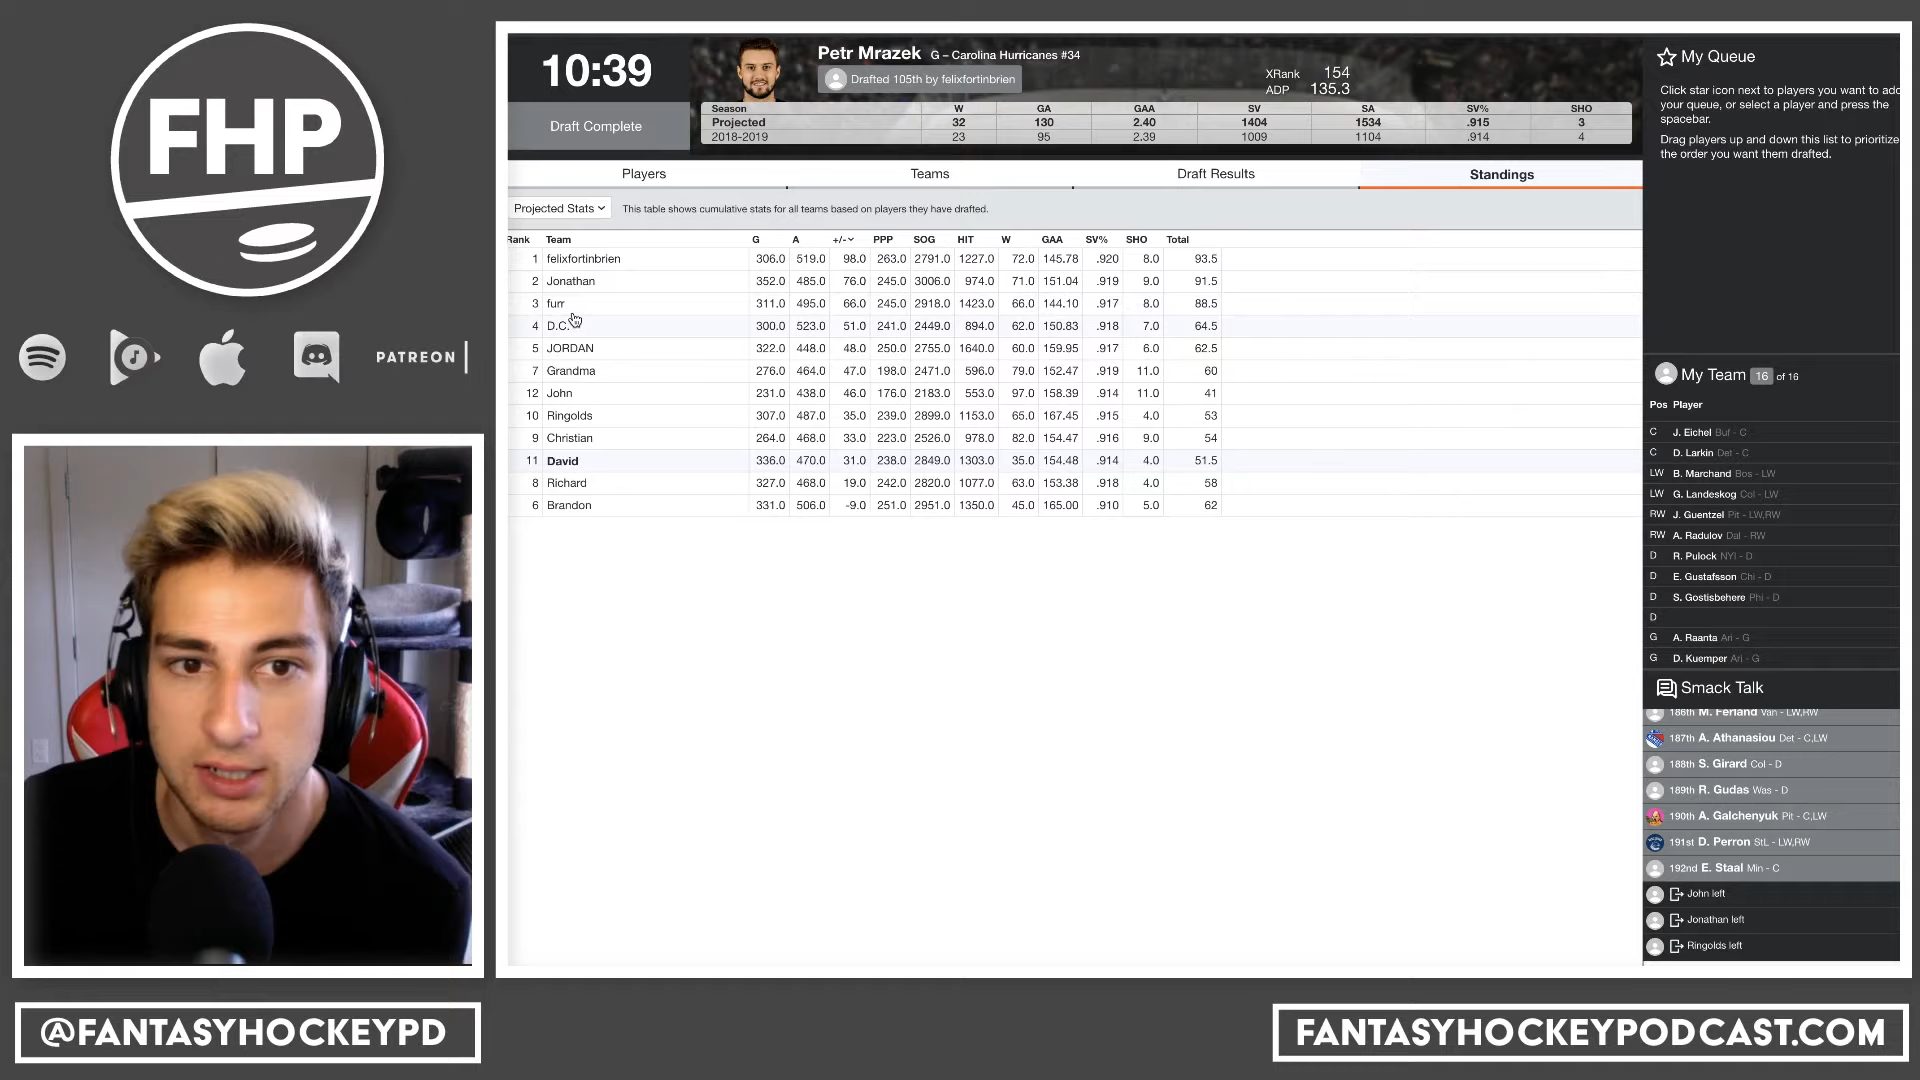 FHP
PATREON
@FANTASYHOCKEYPD
10:39
Draft Complete
Petr Mrazek G – Carolina Hurricanes #34
Drafted 105th by felixfortinbrien
XRank 154
ADP 135.3
Season W GA GAA SV SA SV% SHO
Projected 32 130 2.40 1404 1534 .915 3
2018-2019 23 95 2.39 1009 1104 .914 4
Players Teams Draft Results Standings
Projected Stats This table shows cumulative stats for all teams based on players they have drafted.
Rank Team G A +/- PPP SOG HIT W GAA SV% SHO Total
1 felixfortinbrien 306.0 519.0 98.0 263.0 2791.0 1227.0 72.0 145.78 .920 8.0 93.5
2 Jonathan 352.0 485.0 76.0 245.0 3006.0 974.0 71.0 151.04 .919 9.0 91.5
3 furr 311.0 495.0 66.0 245.0 2918.0 1423.0 66.0 144.10 .917 8.0 88.5
4 D.C. 300.0 523.0 51.0 241.0 2449.0 894.0 62.0 150.83 .918 7.0 64.5
5 JORDAN 322.0 448.0 48.0 250.0 2755.0 1640.0 60.0 159.95 .917 6.0 62.5
7 Grandma 276.0 464.0 47.0 198.0 2471.0 596.0 79.0 152.47 .919 11.0 60
12 John 231.0 438.0 46.0 176.0 2183.0 553.0 97.0 158.39 .914 11.0 41
10 Ringolds 307.0 487.0 35.0 239.0 2899.0 1153.0 65.0 167.45 .915 4.0 53
9 Christian 264.0 468.0 33.0 223.0 2526.0 978.0 82.0 154.47 .916 9.0 54
11 David 336.0 470.0 31.0 238.0 2849.0 1303.0 35.0 154.48 .914 4.0 51.5
8 Richard 327.0 468.0 19.0 242.0 2820.0 1077.0 63.0 153.38 .918 4.0 58
6 Brandon 331.0 506.0 -9.0 251.0 2951.0 1350.0 45.0 165.00 .910 5.0 62
My Queue
Click star icon next to players you want to add
your queue, or select a player and press the
spacebar.
Drag players up and down this list to prioritize
the order you want them drafted.
My Team 16 of 16
Pos Player
C J. Eichel Buf - C
C D. Larkin Det - C
LW B. Marchand Bos - LW
LW G. Landeskog Col - LW
RW J. Guentzel Pit - LW,RW
RW A. Radulov Dal - RW
D R. Pulock NYI - D
D E. Gustafsson Chi - D
D S. Gostisbehere Phi - D
D
G A. Raanta Ari - G
G D. Kuemper Ari - G
Smack Talk
186th M. Ferland Van - LW,RW
187th A. Athanasiou Det - C,LW
188th S. Girard Col - D
189th R. Gudas Was - D
190th A. Galchenyuk Pit - C,LW
191st D. Perron StL - LW,RW
192nd E. Staal Min - C
John left
Jonathan left
Ringolds left
FANTASYHOCKEYPODCAST.COM